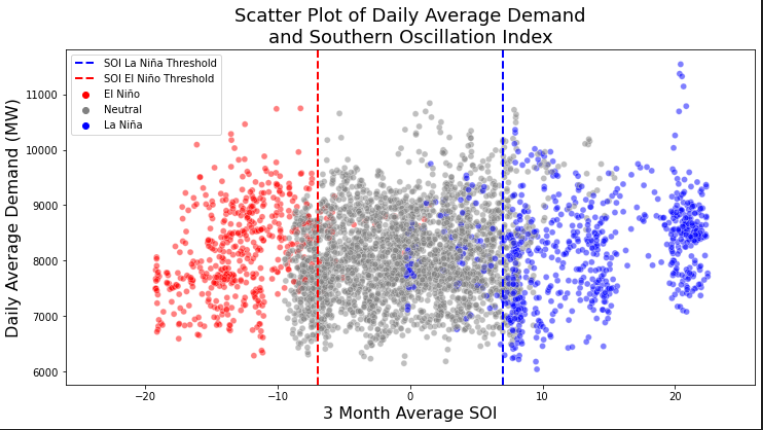 Scatter Plot of Daily Average Demand
and Southern Oscillation Index
SOI La Niña Threshold
SOI El Niño Threshold
El Niño
Neutral
La Niña
Daily Average Demand (MW)
11000
10000
9000
8000
7000
6000
−20
−10
0
10
20
3 Month Average SOI